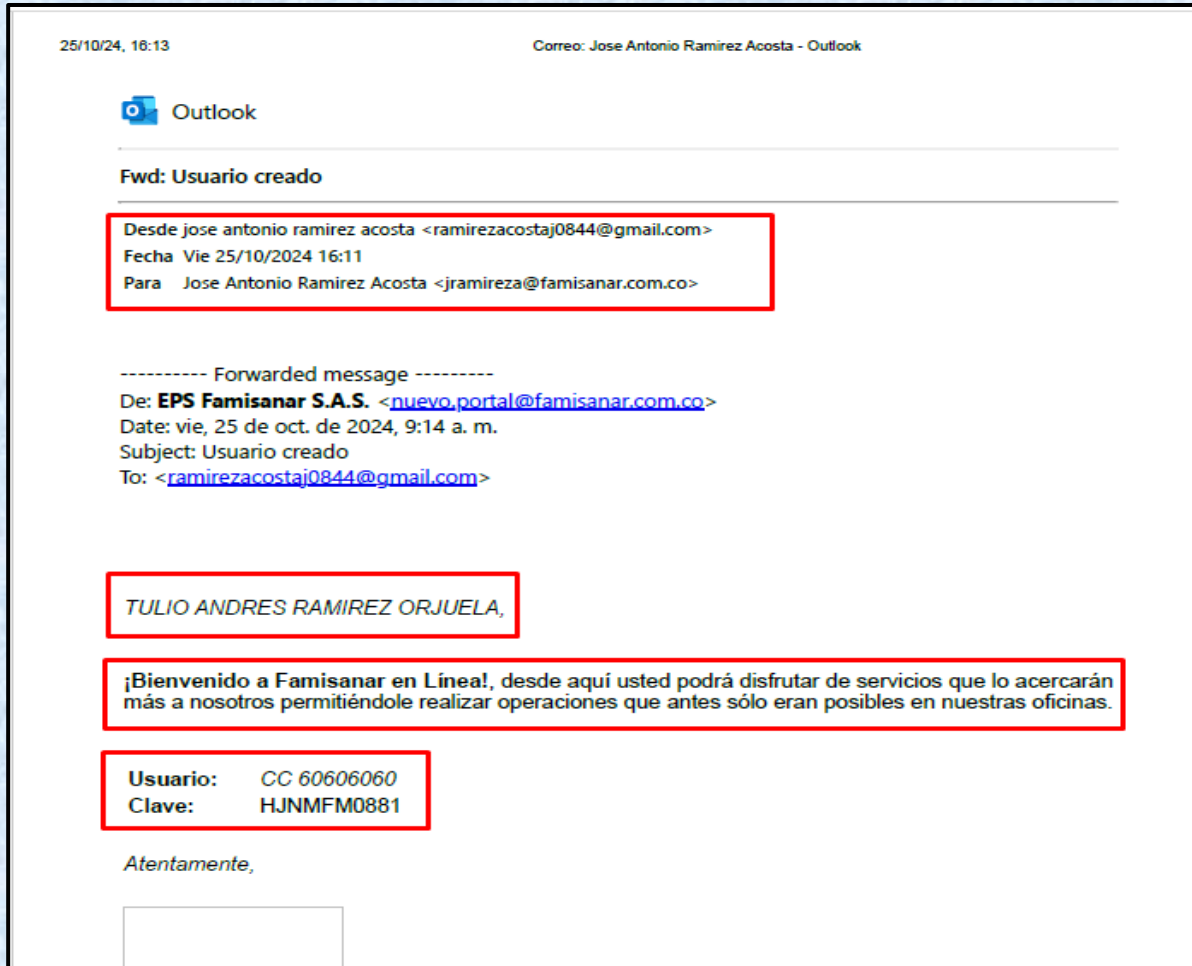 25/10/24, 16:13 Correo: Jose Antonio Ramirez Acosta - Outlook
Outlook
Fwd: Usuario creado
Desde jose antonio ramirez acosta <ramirezacostaj0844@gmail.com>
Fecha Vie 25/10/2024 16:11
Para Jose Antonio Ramirez Acosta <jramireza@famisanar.com.co>
---------- Forwarded message ---------
De: EPS Famisanar S.A.S. <nuevo.portal@famisanar.com.co>
Date: vie, 25 de oct. de 2024, 9:14 a. m.
Subject: Usuario creado
To: <ramirezacostaj0844@gmail.com>
TULIO ANDRES RAMIREZ ORJUELA,
¡Bienvenido a Famisanar en Línea!, desde aquí usted podrá disfrutar de servicios que lo acercarán
más a nosotros permitiéndole realizar operaciones que antes sólo eran posibles en nuestras oficinas.
Usuario: CC 60606060
Clave: HJNMFM0881
Atentamente,